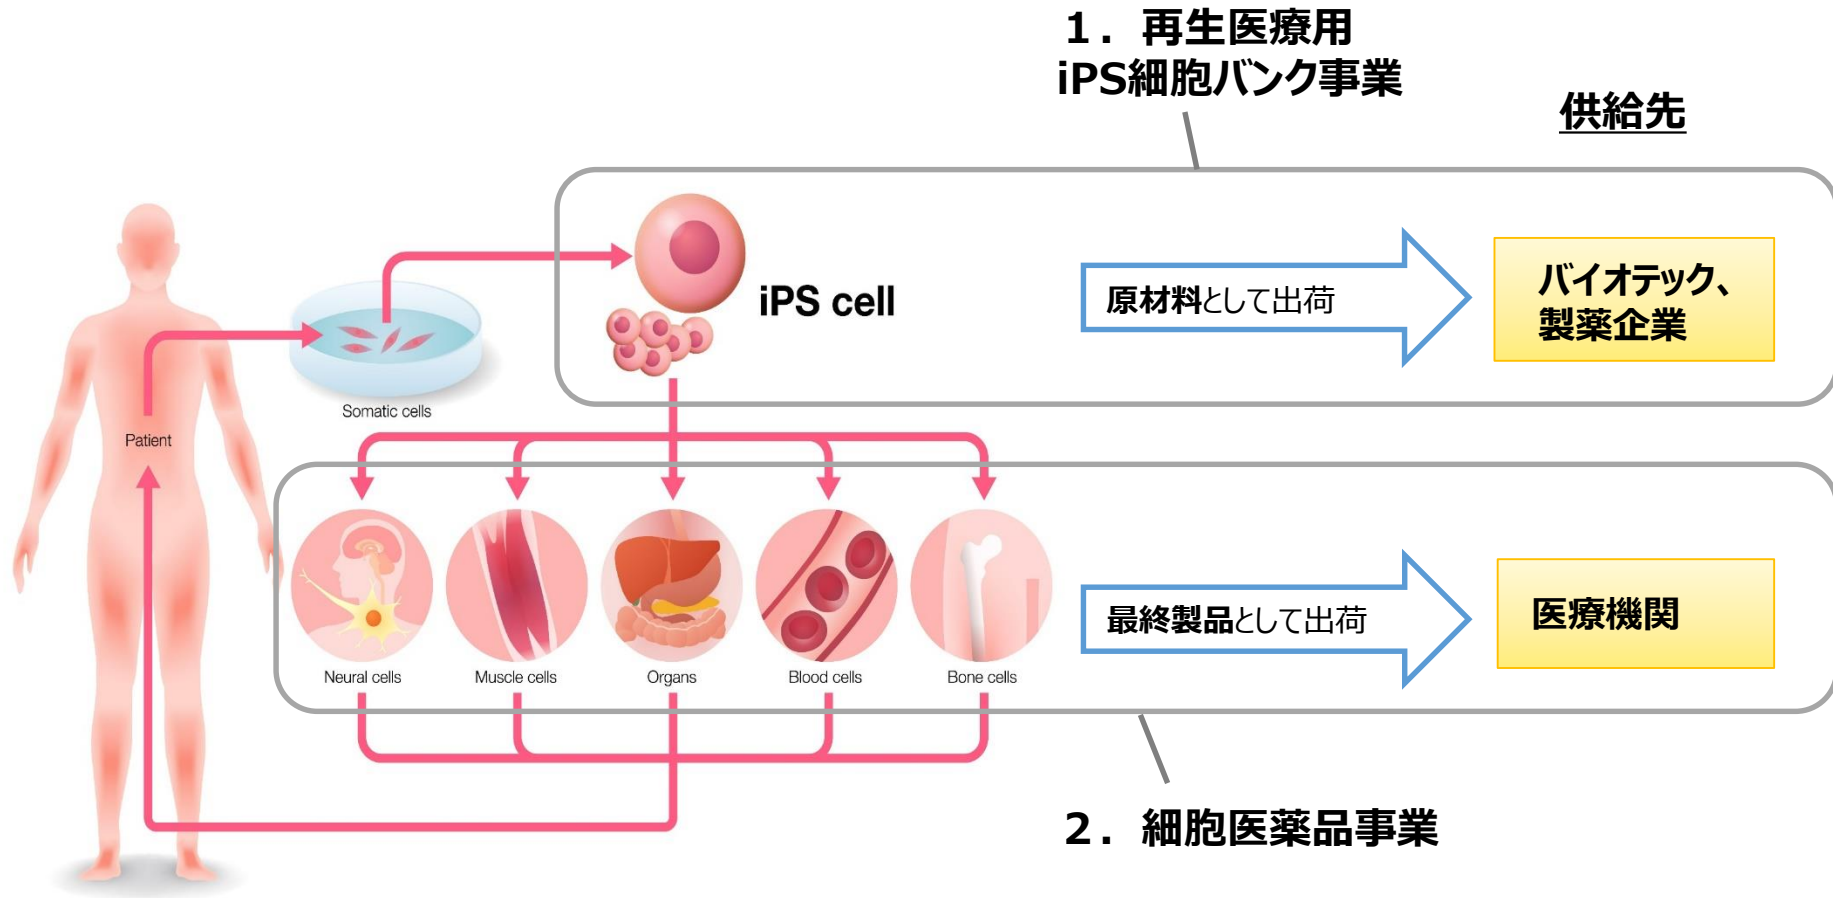 1．再生医療用
iPS細胞バンク事業
供給先
iPS cell
原材料として出荷
バイオテック、
製薬企業
Somatic cells
Patient
Neural cells
Muscle cells
Organs
Blood cells
Bone cells
最終製品として出荷
医療機関
2．細胞医薬品事業